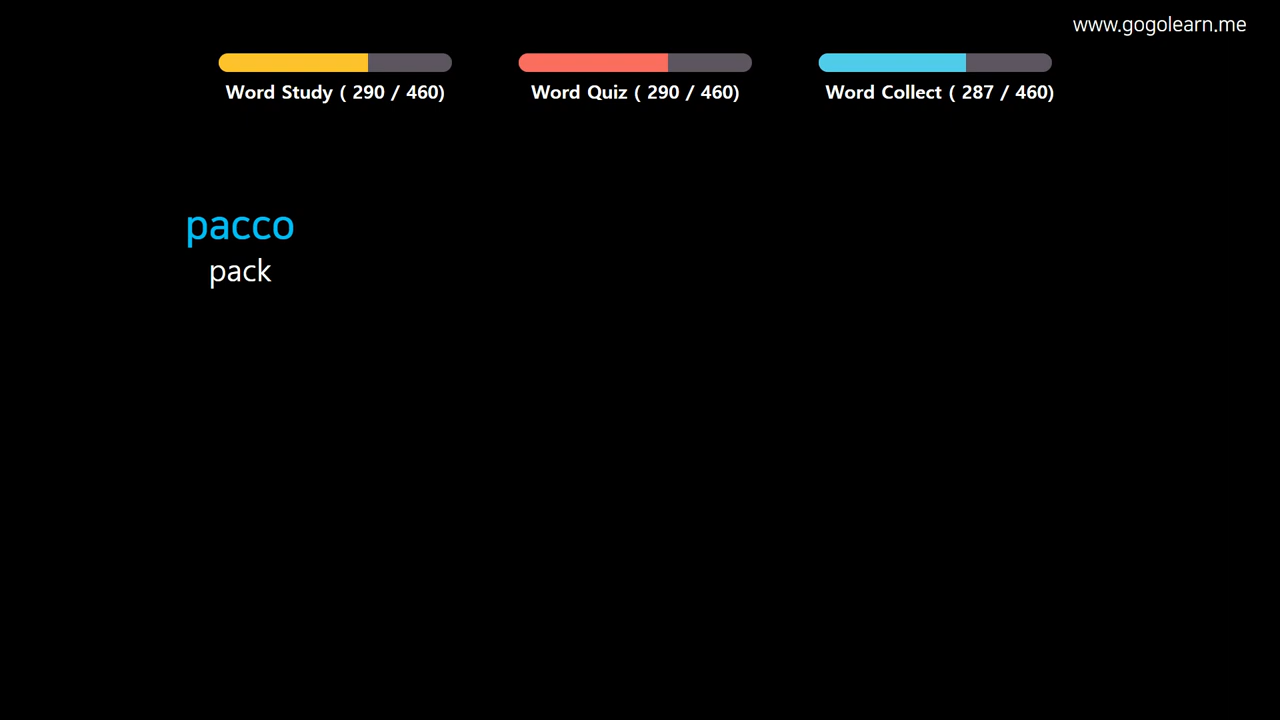 www.gogolearn.me
Word Study ( 290 / 460)
Word Quiz ( 290 / 460)
Word Collect ( 287 / 460)
pacco
pack